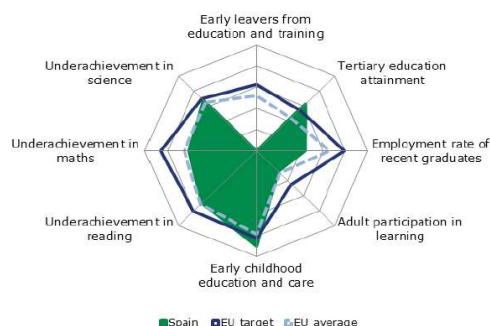 Early leavers from
education and training
Underachievement in
science
Tertiary education
attainment
Underachievement in
maths
Employment rate of
recent graduates
Underachievement in
reading
Adult participation in
learning
Early childhood
education and care
Spain EU target EU average